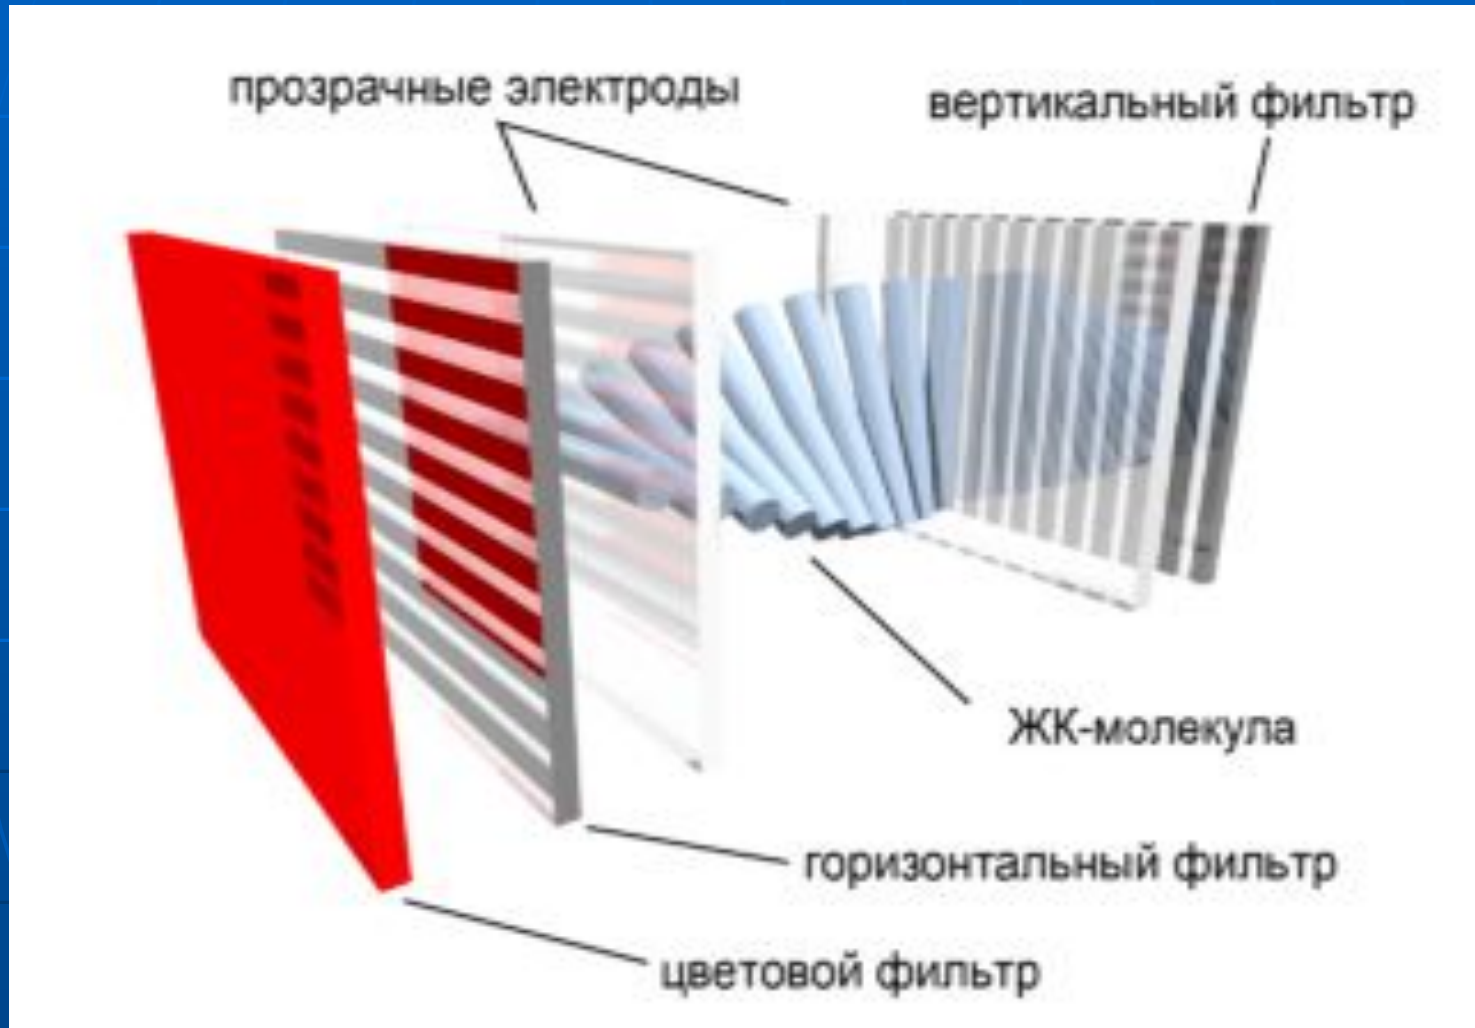 прозрачные электроды
вертикальный фильтр
ЖК-молекула
горизонтальный фильтр
цветовой фильтр